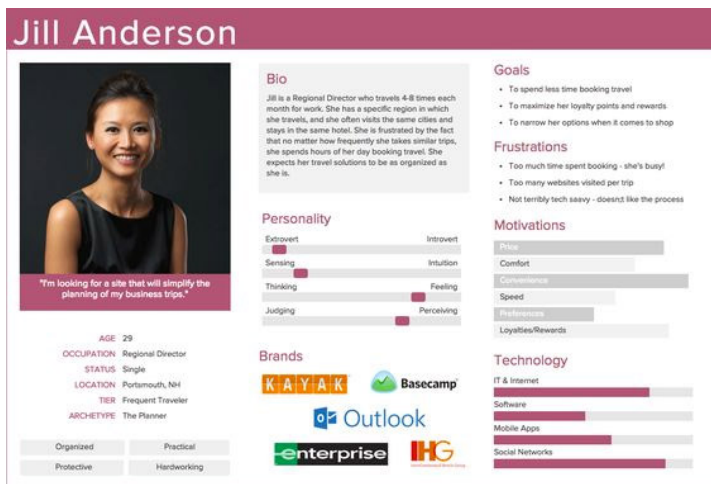 Jill Anderson
"I'm looking for a site that will simplify the
planning of my business trips."
AGE 29
OCCUPATION Regional Director
STATUS Single
LOCATION Portsmouth, NH
TIER Frequent Traveler
ARCHETYPE The Planner
Organized Practical
Protective Hardworking
Bio
Jill is a Regional Director who travels 4-8 times each
month for work. She has a specific region in which
she travels, and she often visits the same cities and
stays in the same hotel. She is frustrated by the fact
that no matter how frequently she takes similar trips,
she spends hours of her day booking travel. She
expects her travel solutions to be as organized as
she is.
Personality
Extrovert Introvert
Sensing Intuition
Thinking Feeling
Judging Perceiving
Brands
KAYAK
Basecamp
Outlook
enterprise
IHG
Goals
• To spend less time booking travel
• To maximize her loyalty points and rewards
• To narrow her options when it comes to shop
Frustrations
• Too much time spent booking - she's busy!
• Too many websites visited per trip
• Not terribly tech saavy - doesn;t like the process
Motivations
Price
Comfort
Convenience
Speed
Preferences
Loyalties/Rewards
Technology
IT & Internet
Software
Mobile Apps
Social Networks